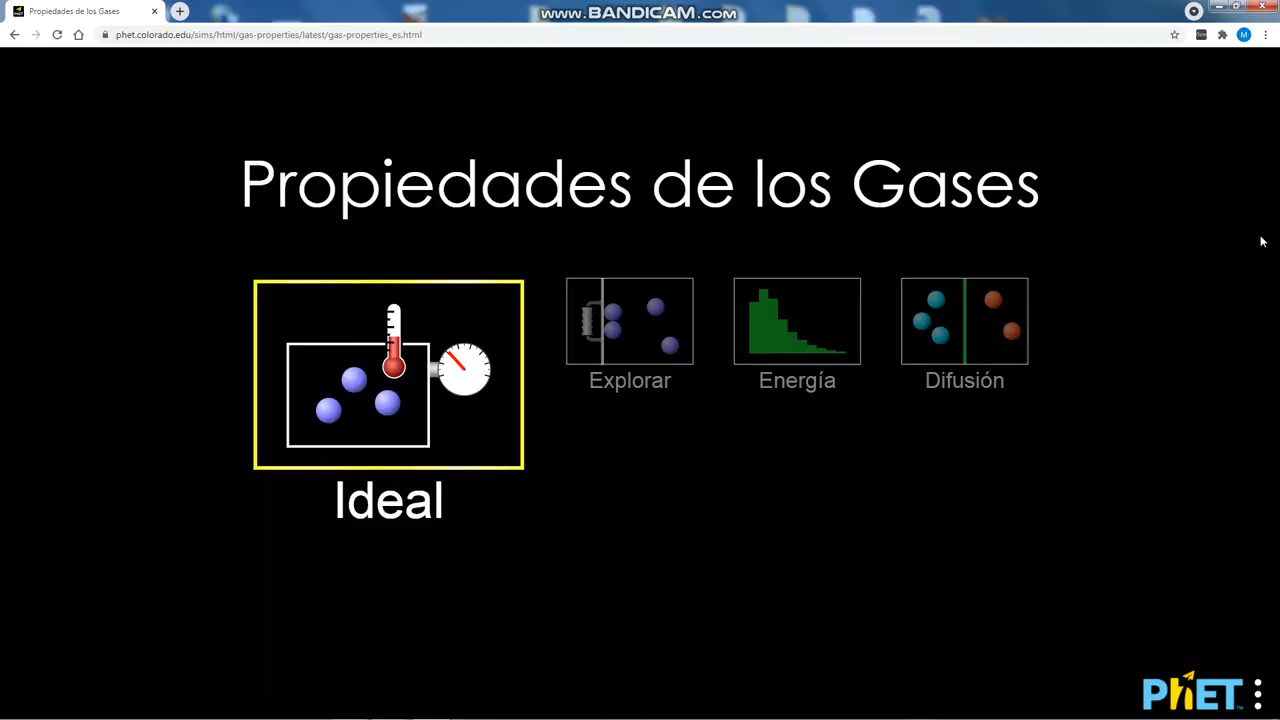 Propiedades de los Gases
WWW.BANDICAM.COM
phet.colorado.edu/sims/html/gas-properties/latest/gas-properties_es.html
M
Propiedades de los Gases
Ideal
Explorar
Energía
Difusión
PhET